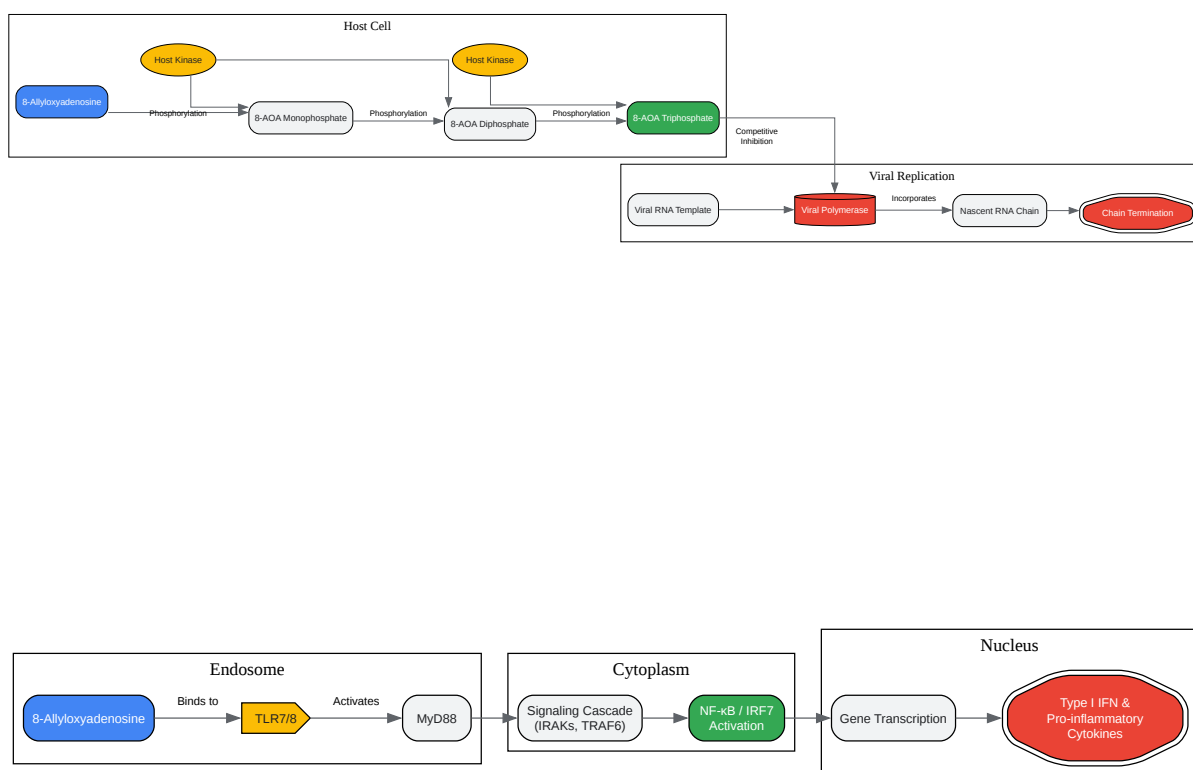 Host Cell
Host Kinase
Host Kinase
8-Allyloxyadenosine
Phosphorylation
8-AOA Monophosphate
Phosphorylation
8-AOA Diphosphate
Phosphorylation
8-AOA Triphosphate
Competitive
Inhibition
Viral Replication
Viral RNA Template
Viral Polymerase
Incorporates
Nascent RNA Chain
Chain Termination
Endosome
8-Allyloxyadenosine
Binds to
TLR7/8
Activates
MyD88
Cytoplasm
Signaling Cascade
(IRAKs, TRAF6)
NF-κB / IRF7
Activation
Nucleus
Gene Transcription
Type I IFN &
Pro-inflammatory
Cytokines